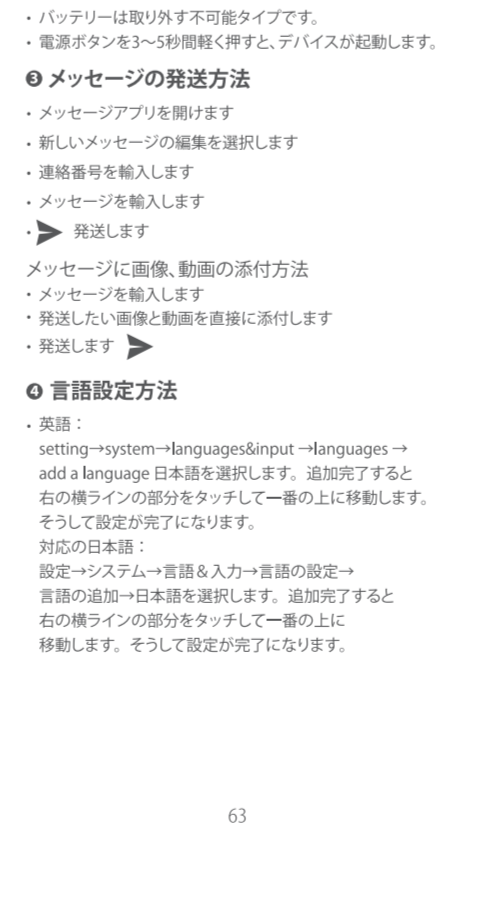 ・ バッテリーは取り外す不可能タイプです。
・ 電源ボタンを3〜5秒間軽く押すと、デバイスが起動します。
❸ メッセージの発送方法
・ メッセージアプリを開けます
・ 新しいメッセージの編集を選択します
・ 連絡番号を輸入します
・ メッセージを輸入します
・ 発送します
メッセージに画像、動画の添付方法
・ メッセージを輸入します
・ 発送したい画像と動画を直接に添付します
・ 発送します
❹ 言語設定方法
・ 英語：
setting→system→languages&input →languages →
add a language 日本語を選択します。追加完了すると
右の横ラインの部分をタッチして一番の上に移動します。
そうして設定が完了になります。
対応の日本語：
設定→システム→言語＆入力→言語の設定→
言語の追加→日本語を選択します。追加完了すると
右の横ラインの部分をタッチして一番の上に
移動します。そうして設定が完了になります。
63